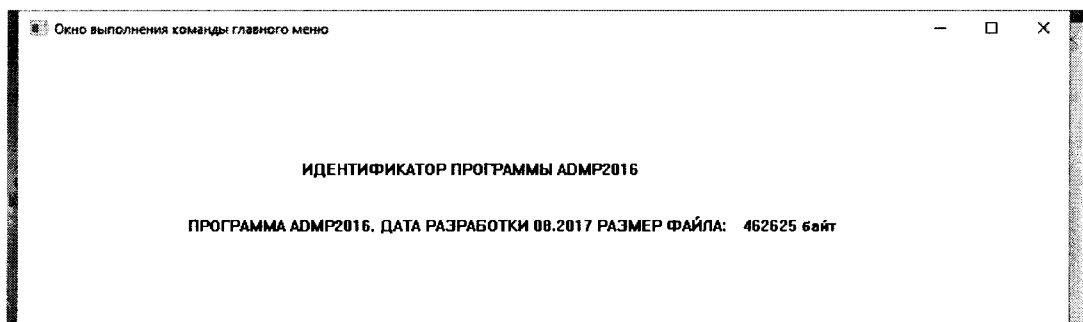 Окно выполнения команды главного меню
ИДЕНТИФИКАТОР ПРОГРАММЫ ADMP2016
ПРОГРАММА ADMP2016. ДАТА РАЗРАБОТКИ 08.2017 РАЗМЕР ФАЙЛА: 462625 байт